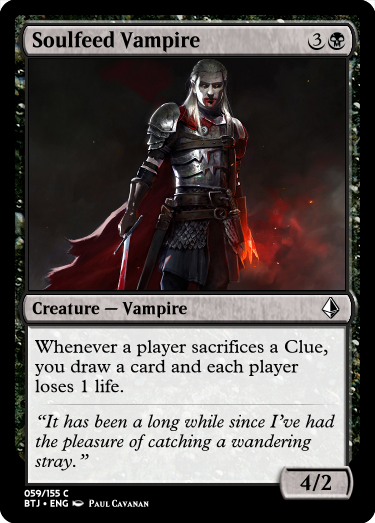 Soulfeed Vampire 3
Creature — Vampire
Whenever a player sacrifices a Clue,
you draw a card and each player
loses 1 life.
“It has been a long while since I’ve had
the pleasure of catching a wandering
stray.”
4/2
059/155 C
BTJ • ENG PAUL CAVANAN